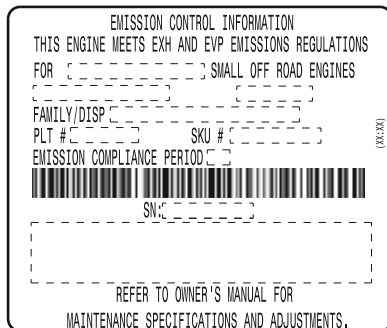 EMISSION CONTROL INFORMATION
THIS ENGINE MEETS EXH AND EVP EMISSIONS REGULATIONS
FOR SMALL OFF ROAD ENGINES
FAMILY/DISP
PLT # SKU #
EMISSION COMPLIANCE PERIOD
(XX:XX)
SN:
REFER TO OWNER'S MANUAL FOR
MAINTENANCE SPECIFICATIONS AND ADJUSTMENTS.